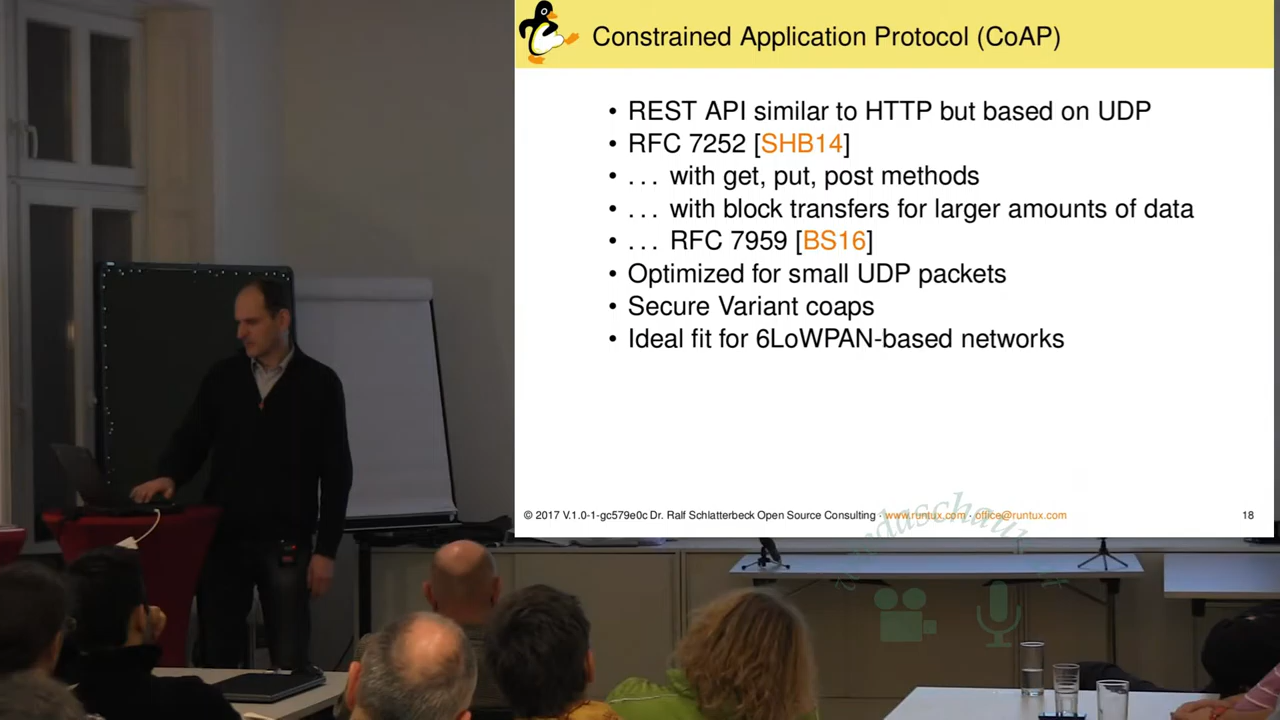 Constrained Application Protocol (CoAP)
• REST API similar to HTTP but based on UDP
• RFC 7252 [SHB14]
• ... with get, put, post methods
• ... with block transfers for larger amounts of data
• ... RFC 7959 [BS16]
• Optimized for small UDP packets
• Secure Variant coaps
• Ideal fit for 6LoWPAN-based networks
© 2017 V.1.0-1-gc579e0c Dr. Ralf Schlatterbeck Open Source Consulting · www.runtux.com · office@runtux.com 18